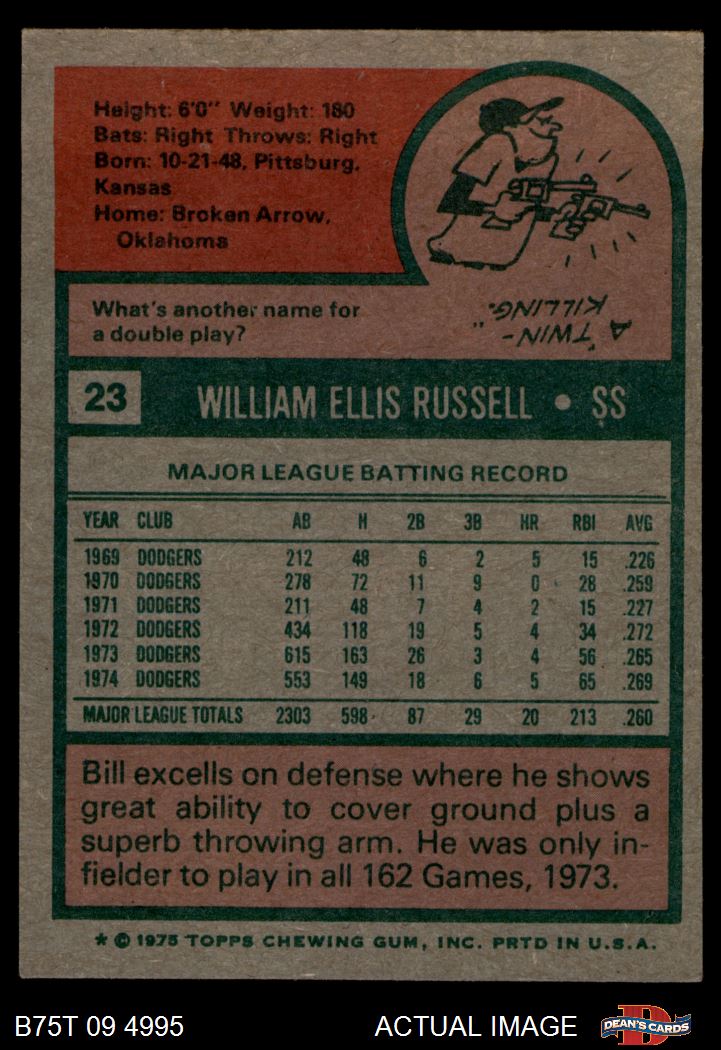 Height: 6'0" Weight: 180
Bats: Right Throws: Right
Born: 10-21-48, Pittsburg,
Kansas
Home: Broken Arrow,
Oklahoma
What's another name for
a double play?
A "TWIN-
KILLING."
23 WILLIAM ELLIS RUSSELL • SS
MAJOR LEAGUE BATTING RECORD
YEAR CLUB AB H 2B 3B HR RBI AVG
1969 DODGERS 212 48 6 2 5 15 .226
1970 DODGERS 278 72 11 9 0 28 .259
1971 DODGERS 211 48 7 4 2 15 .227
1972 DODGERS 434 118 19 5 4 34 .272
1973 DODGERS 615 163 26 3 4 56 .265
1974 DODGERS 553 149 18 6 5 65 .269
MAJOR LEAGUE TOTALS 2303 598 87 29 20 213 .260
Bill excells on defense where he shows
great ability to cover ground plus a
superb throwing arm. He was only in-
fielder to play in all 162 Games, 1973.
* © 1975 TOPPS CHEWING GUM, INC. PRTD IN U.S.A.
B75T 09 4995 ACTUAL IMAGE DEAN'S CARDS